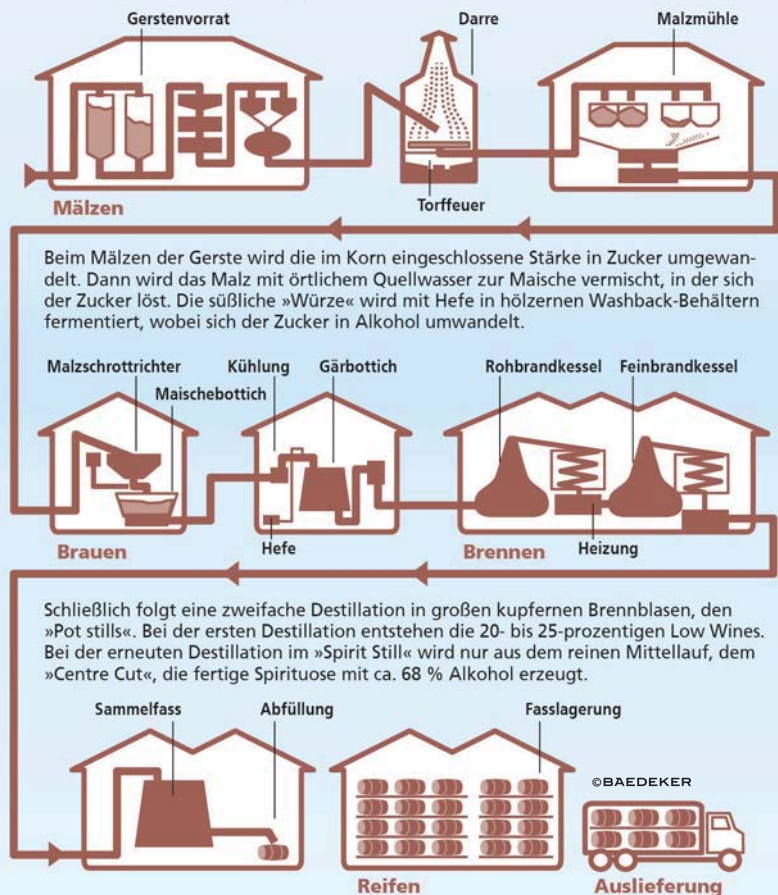 Gerstenvorrat
Darre
Malzmühle
Torffeuer
Mälzen
Beim Mälzen der Gerste wird die im Korn eingeschlossene Stärke in Zucker umgewan-
delt. Dann wird das Malz mit örtlichem Quellwasser zur Maische vermischt, in der sich
der Zucker löst. Die süßliche »Würze« wird mit Hefe in hölzernen Washback-Behältern
fermentiert, wobei sich der Zucker in Alkohol umwandelt.
Malzschrottrichter
Kühlung
Gärbottich
Rohbrandkessel
Feinbrandkessel
Maischebottich
Brauen
Hefe
Brennen
Heizung
Schließlich folgt eine zweifache Destillation in großen kupfernen Brennblasen, den
»Pot stills«. Bei der ersten Destillation entstehen die 20- bis 25-prozentigen Low Wines.
Bei der erneuten Destillation im »Spirit Still« wird nur aus dem reinen Mittellauf, dem
»Centre Cut«, die fertige Spirituose mit ca. 68 % Alkohol erzeugt.
Sammelfass
Abfüllung
Fasslagerung
©BAEDEKER
Reifen
Auslieferung